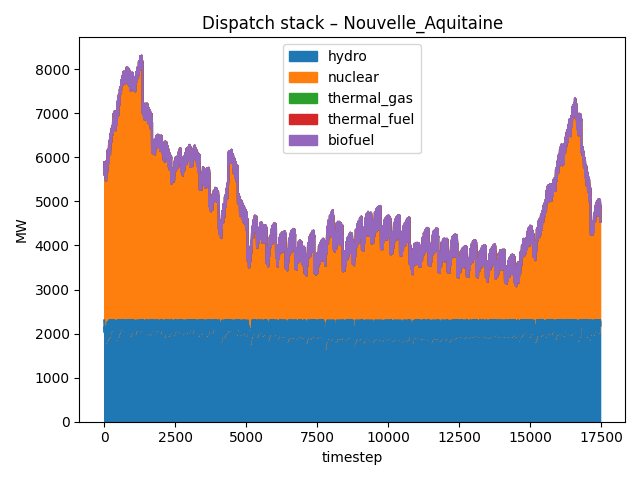 Dispatch stack – Nouvelle_Aquitaine
hydro
nuclear
thermal_gas
thermal_fuel
biofuel
MW
8000
7000
6000
5000
4000
3000
2000
1000
0
0 2500 5000 7500 10000 12500 15000 17500
timestep